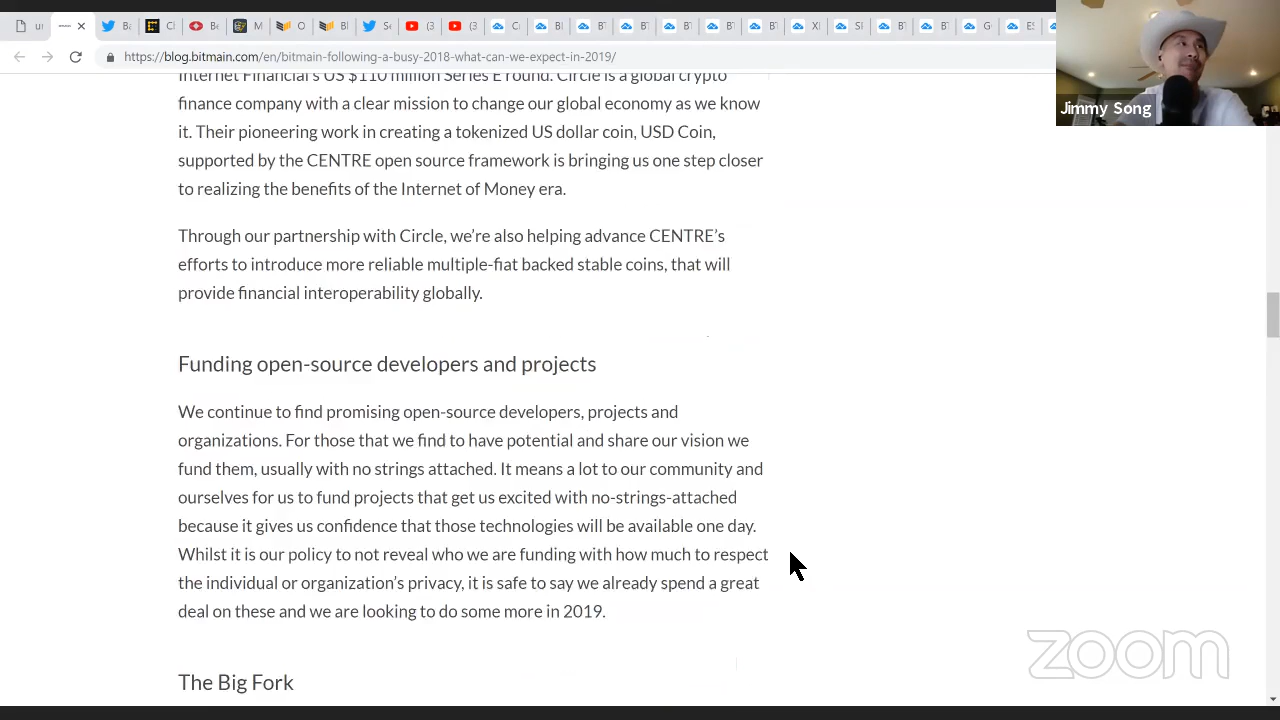 https://blog.bitmain.com/en/bitmain-following-a-busy-2018-what-can-we-expect-in-2019/
Jimmy Song
Internet Financial's US $110 million Series E round. Circle is a global crypto
finance company with a clear mission to change our global economy as we know
it. Their pioneering work in creating a tokenized US dollar coin, USD Coin,
supported by the CENTRE open source framework is bringing us one step closer
to realizing the benefits of the Internet of Money era.
Through our partnership with Circle, we're also helping advance CENTRE's
efforts to introduce more reliable multiple-fiat backed stable coins, that will
provide financial interoperability globally.
Funding open-source developers and projects
We continue to find promising open-source developers, projects and
organizations. For those that we find to have potential and share our vision we
fund them, usually with no strings attached. It means a lot to our community and
ourselves for us to fund projects that get us excited with no-strings-attached
because it gives us confidence that those technologies will be available one day.
Whilst it is our policy to not reveal who we are funding with how much to respect
the individual or organization's privacy, it is safe to say we already spend a great
deal on these and we are looking to do some more in 2019.
zoom
The Big Fork